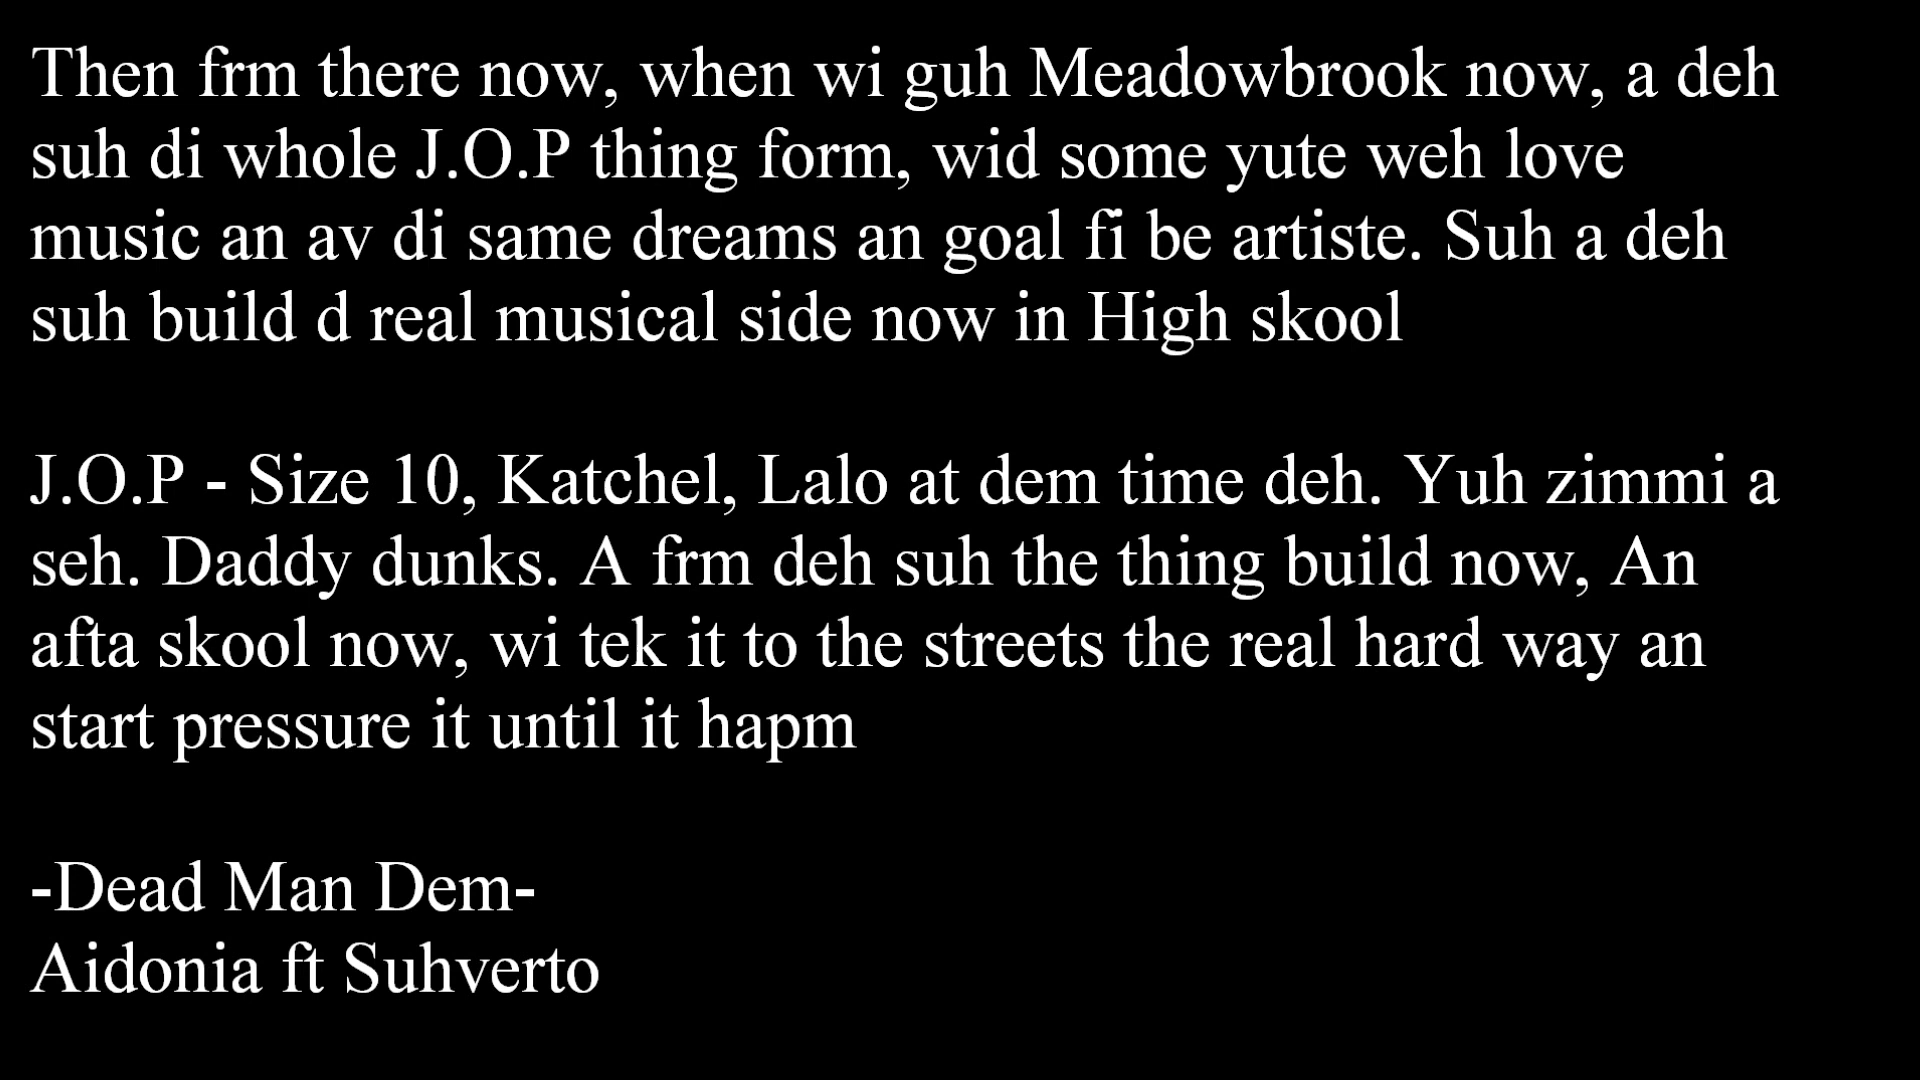 Then frm there now, when wi guh Meadowbrook now, a deh
suh di whole J.O.P thing form, wid some yute weh love
music an av di same dreams an goal fi be artiste. Suh a deh
suh build d real musical side now in High skool
J.O.P - Size 10, Katchel, Lalo at dem time deh. Yuh zimmi a
seh. Daddy dunks. A frm deh suh the thing build now, An
afta skool now, wi tek it to the streets the real hard way an
start pressure it until it hapm
-Dead Man Dem-
Aidonia ft Suhverto